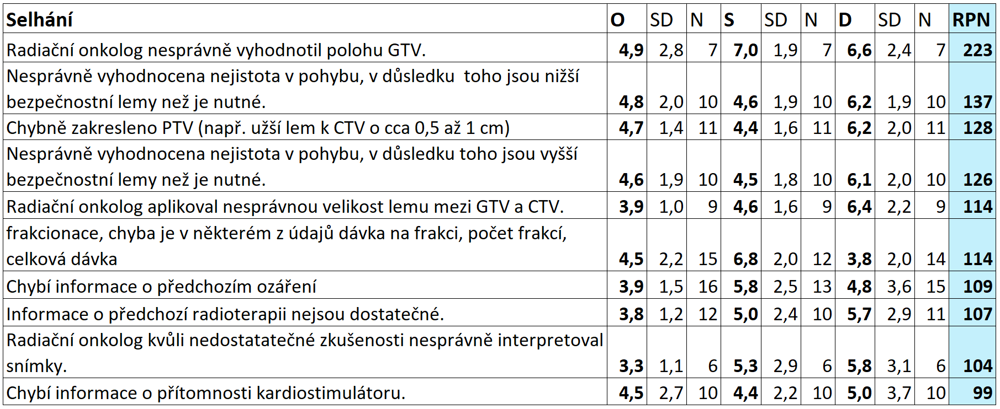 Selhání O SD N S SD N D SD N RPN
Radiační onkolog nesprávně vyhodnotil polohu GTV. 4,9 2,8 7 7,0 1,9 7 6,6 2,4 7 223
Nesprávně vyhodnocena nejistota v pohybu, v důsledku toho jsou nižší
bezpečnostní lemy než je nutné. 4,8 2,0 10 4,6 1,9 10 6,2 1,9 10 137
Chybně zakresleno PTV (např. užší lem k CTV o cca 0,5 až 1 cm) 4,7 1,4 11 4,4 1,6 11 6,2 2,0 11 128
Nesprávně vyhodnocena nejistota v pohybu, v důsledku toho jsou vyšší
bezpečnostní lemy než je nutné. 4,6 1,9 10 4,5 1,8 10 6,1 2,0 10 126
Radiační onkolog aplikoval nesprávnou velikost lemu mezi GTV a CTV. 3,9 1,0 9 4,6 1,6 9 6,4 2,2 9 114
frakcionace, chyba je v některém z údajů dávka na frakci, počet frakcí,
celková dávka 4,5 2,2 15 6,8 2,0 12 3,8 2,0 14 114
Chybí informace o předchozím ozáření 3,9 1,5 16 5,8 2,5 13 4,8 3,6 15 109
Informace o předchozí radioterapii nejsou dostatečné. 3,8 1,2 12 5,0 2,4 10 5,7 2,9 11 107
Radiační onkolog kvůli nedostatatečné zkušenosti nesprávně interpretoval
snímky. 3,3 1,1 6 5,3 2,9 6 5,8 3,1 6 104
Chybí informace o přítomnosti kardiostimulátoru. 4,5 2,7 10 4,4 2,2 10 5,0 3,7 10 99